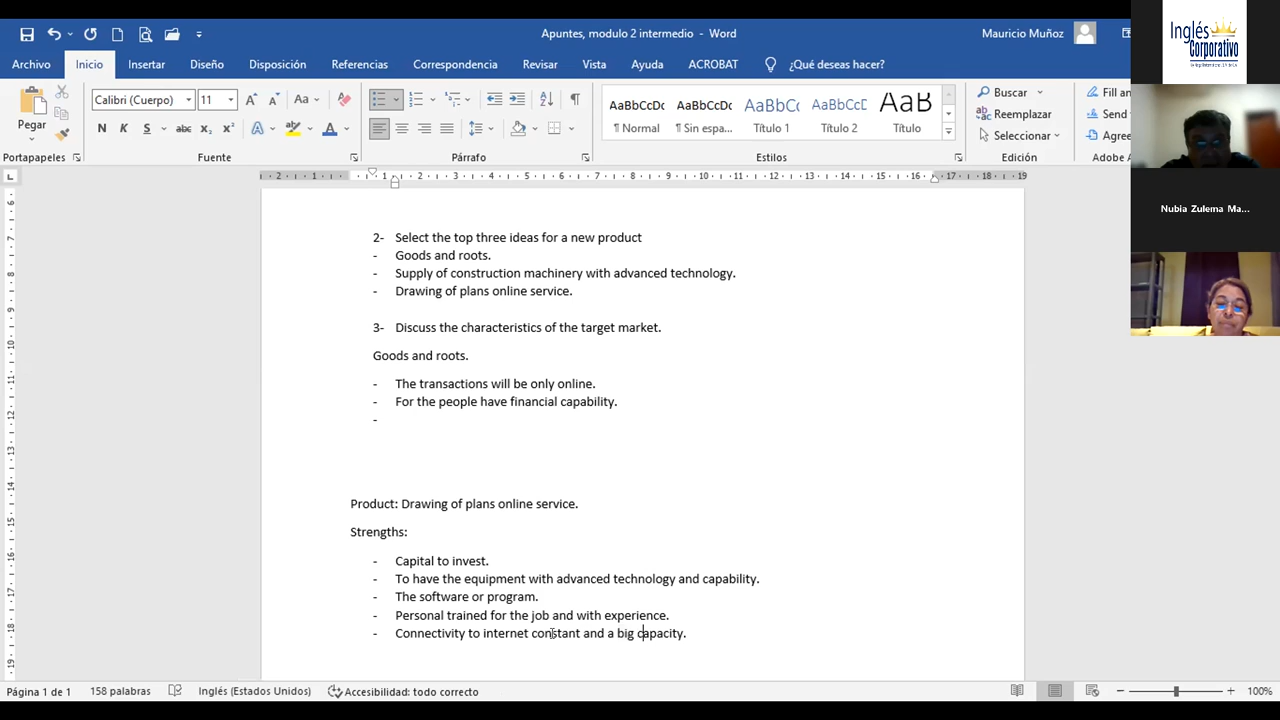 Apuntes, modulo 2 intermedio - Word
Mauricio Muñoz
Archivo Inicio Insertar Diseño Disposición Referencias Correspondencia Revisar Vista Ayuda ACROBAT ¿Qué deseas hacer?
Pegar
Calibri (Cuerpo) 11
AaBbCcDc AaBbCcDc AaBbCc AaBbCcE AaB
¶ Normal ¶ Sin espa... Título 1 Título 2 Título
Buscar
Reemplazar
Seleccionar
Fill an
Send
Agree
Portapapeles Fuente Párrafo Estilos Edición Adobe A
2- Select the top three ideas for a new product
- Goods and roots.
- Supply of construction machinery with advanced technology.
- Drawing of plans online service.
3- Discuss the characteristics of the target market.
Goods and roots.
- The transactions will be only online.
- For the people have financial capability.
-
Product: Drawing of plans online service.
Strengths:
- Capital to invest.
- To have the equipment with advanced technology and capability.
- The software or program.
- Personal trained for the job and with experience.
- Connectivity to internet constant and a big capacity.
Página 1 de 1 158 palabras Inglés (Estados Unidos) Accesibilidad: todo correcto 100%
Inglés
Corporativo
Nubia Zulema Ma...